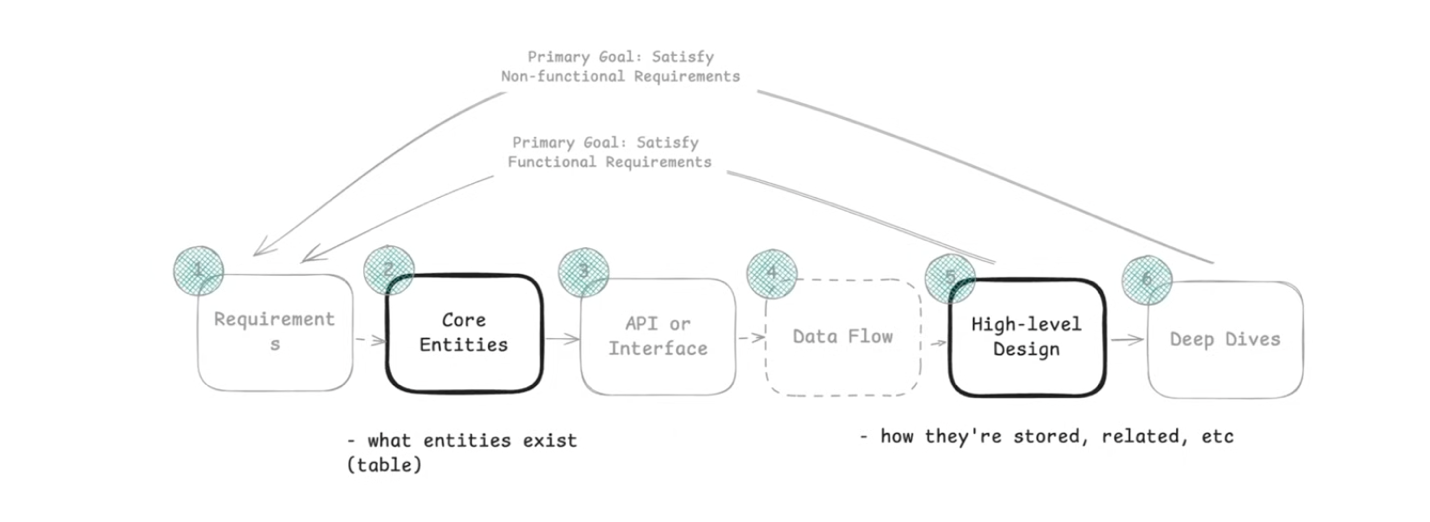 Primary Goal: Satisfy
Non-functional Requirements
Primary Goal: Satisfy
Functional Requirements
1
2
3
4
5
6
Requirement
s
Core
Entities
API or
Interface
Data Flow
High-level
Design
Deep Dives
- what entities exist
(table)
- how they're stored, related, etc